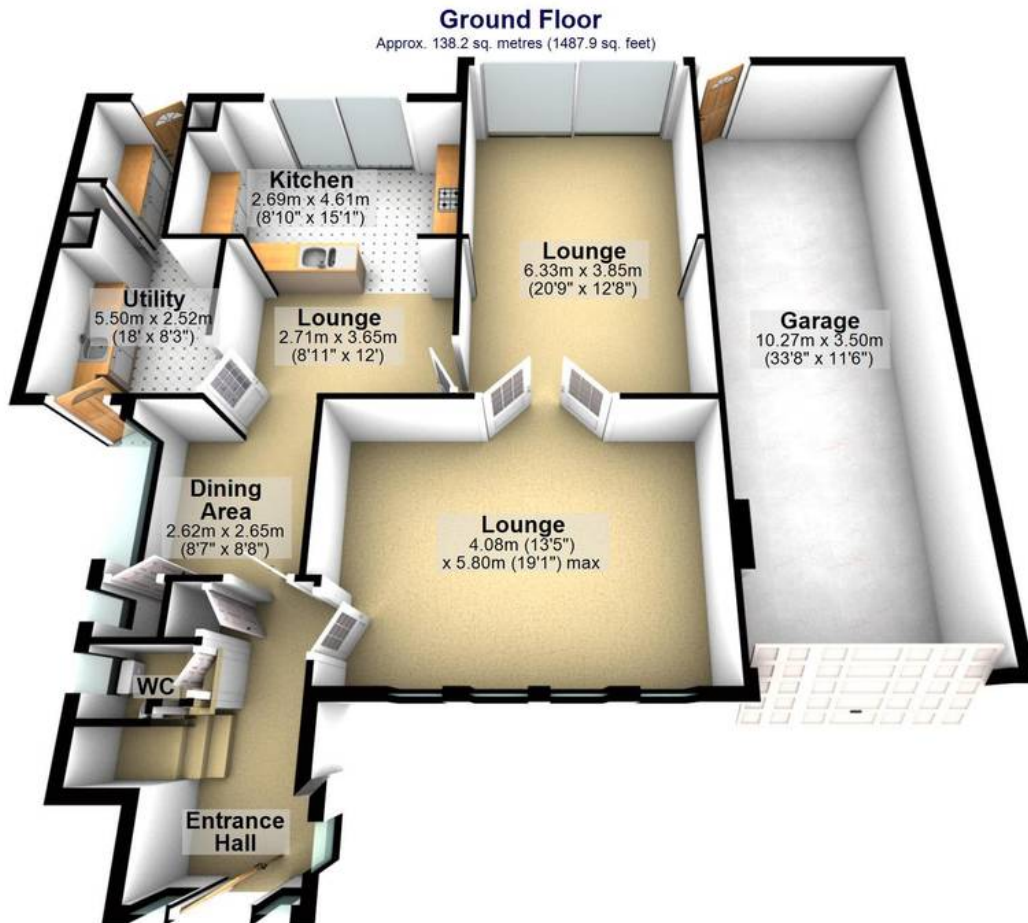 Ground Floor
Approx. 138.2 sq. metres (1487.9 sq. feet)
Kitchen
2.69m x 4.61m
(8'10" x 15'1")
Lounge
6.33m x 3.85m
(20'9" x 12'8")
Utility
5.50m x 2.52m
(18' x 8'3")
Lounge
2.71m x 3.65m
(8'11" x 12')
Garage
10.27m x 3.50m
(33'8" x 11'6")
Dining
Area
2.62m x 2.65m
(8'7" x 8'8")
Lounge
4.08m (13'5")
x 5.80m (19'1") max
WC
Entrance
Hall